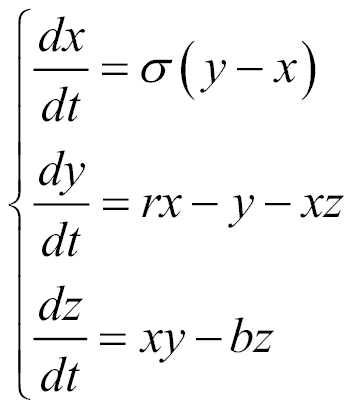 dx/dt = σ(y − x)
dy/dt = rx − y − xz
dz/dt = xy − bz